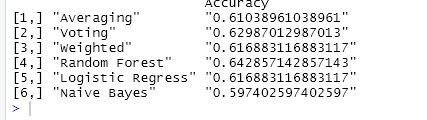 Accuracy
[1,] "Averaging" "0.61038961038961"
[2,] "Voting" "0.62987012987013"
[3,] "Weighted" "0.616883116883117"
[4,] "Random Forest" "0.642857142857143"
[5,] "Logistic Regress" "0.616883116883117"
[6,] "Naive Bayes" "0.597402597402597"
>